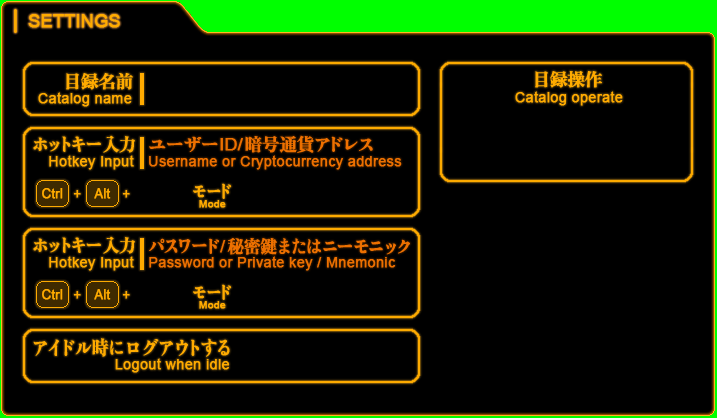 SETTINGS
目録名前
Catalog name
ホットキー入力 ユーザーID/暗号通貨アドレス
Hotkey Input Username or Cryptocurrency address
Ctrl + Alt + モード
Mode
ホットキー入力 パスワード/秘密鍵またはニーモニック
Hotkey Input Password or Private key / Mnemonic
Ctrl + Alt + モード
Mode
アイドル時にログアウトする
Logout when idle
目録操作
Catalog operate